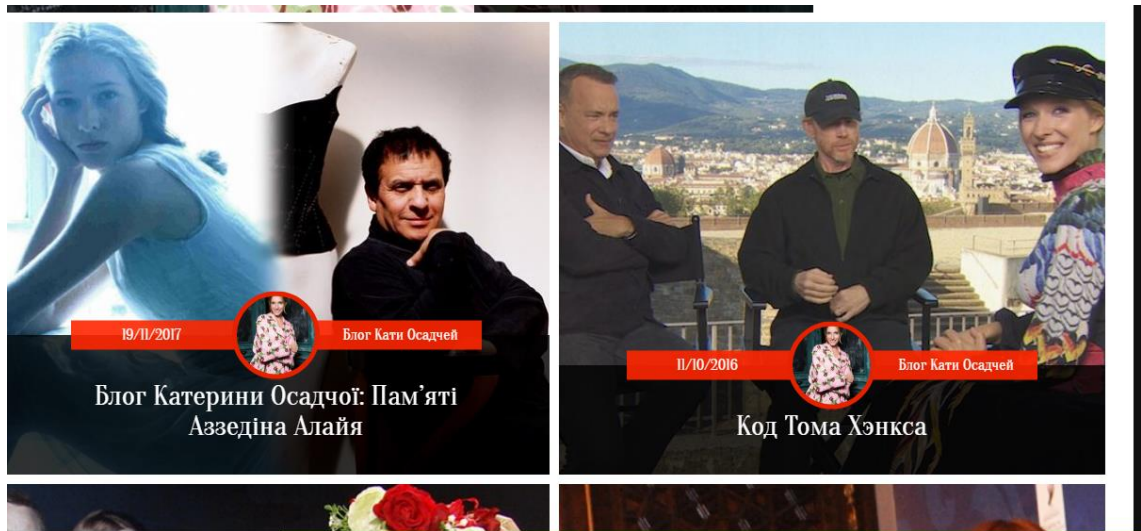 19/11/2017
Блог Кати Осадчей
Блог Катерини Осадчої: Пам’яті
Аззедіна Алайя
11/10/2016
Блог Кати Осадчей
Код Тома Хэнкса